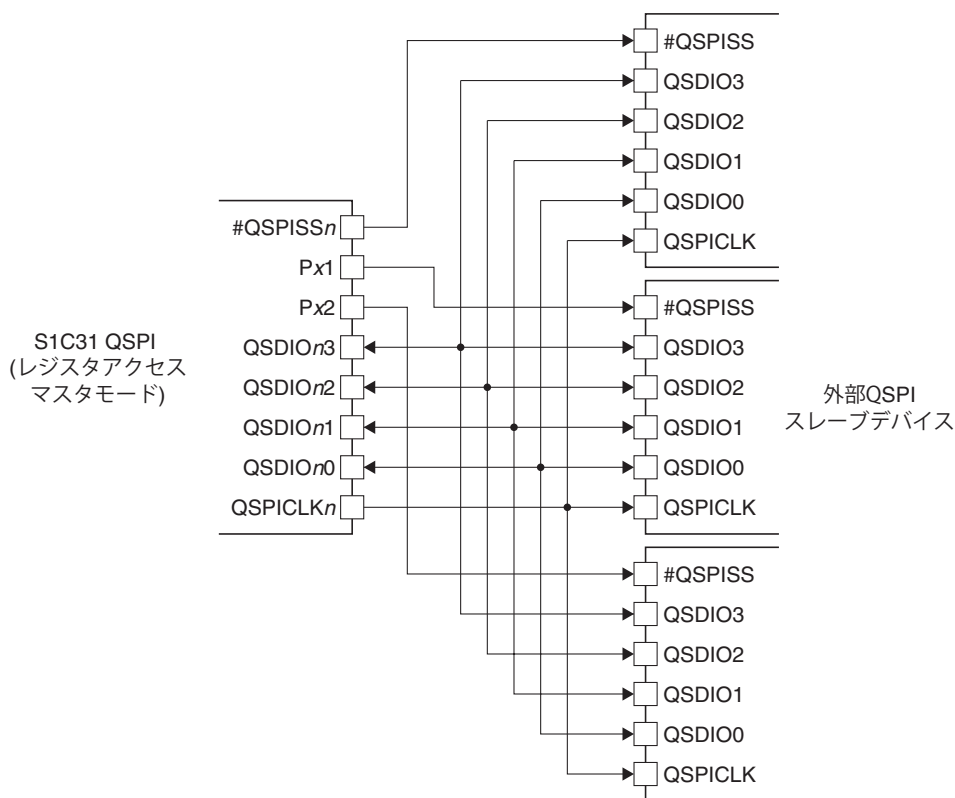 #QSPISS
QSDIO3
QSDIO2
QSDIO1
QSDIO0
QSPICLK
#QSPISSn
Px1
Px2
QSDIOn3
QSDIOn2
QSDIOn1
QSDIOn0
QSPICLKn
S1C31 QSPI
(レジスタアクセス
マスタモード)
#QSPISS
QSDIO3
QSDIO2
QSDIO1
QSDIO0
QSPICLK
外部QSPI
スレーブデバイス
#QSPISS
QSDIO3
QSDIO2
QSDIO1
QSDIO0
QSPICLK